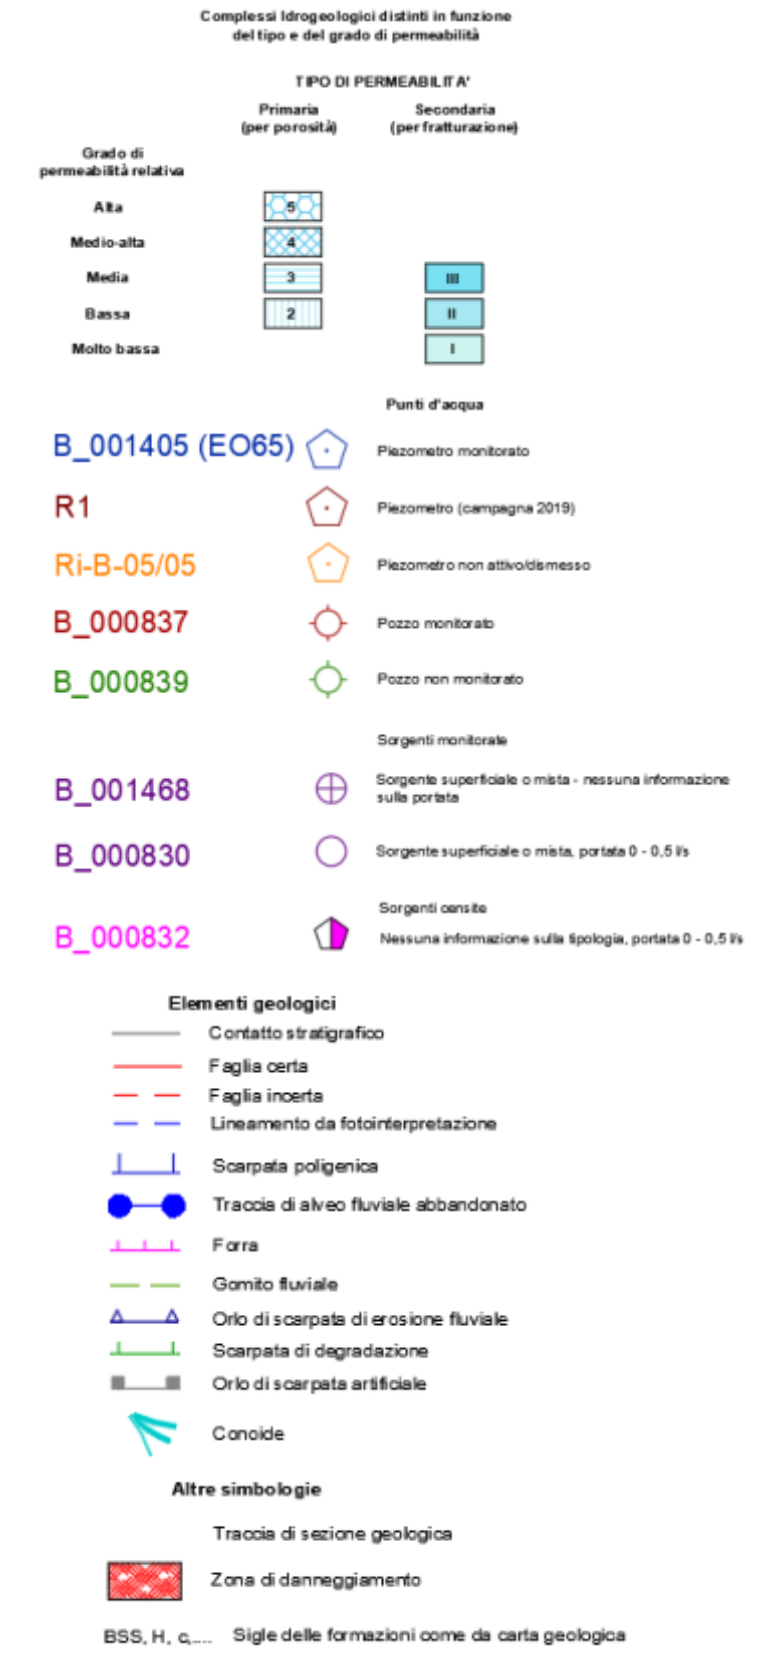 Complessi Idrogeologici distinti in funzione
del tipo e del grado di permeabilità
TIPO DI PERMEABILITA'
Primaria
(per porosità)
Secondaria
(per fratturazione)
Grado di
permeabilità relativa
Alta 5
Medio-alta 4
Media 3 III
Bassa 2 II
Molto bassa I
Punti d'acqua
B_001405 (EO65) Piezometro monitorato
R1 Piezometro (campagna 2019)
Ri-B-05/05 Piezometro non attivo/dismesso
B_000837 Pozzo monitorato
B_000839 Pozzo non monitorato
Sorgenti monitorate
B_001468 Sorgente superficiale o mista - nessuna informazione
sulla portata
B_000830 Sorgente superficiale o mista, portata 0 - 0,5 l/s
Sorgenti censite
B_000832 Nessuna informazione sulla tipologia, portata 0 - 0,5 l/s
Elementi geologici
Contatto stratigrafico
Faglia certa
Faglia incerta
Lineamento da fotointerpretazione
Scarpata poligenica
Traccia di alveo fluviale abbandonato
Forra
Gomito fluviale
Orlo di scarpata di erosione fluviale
Scarpata di degradazione
Orlo di scarpata artificiale
Conoide
Altre simbologie
Traccia di sezione geologica
Zona di danneggiamento
BSS, H, c,.... Sigle delle formazioni come da carta geologica